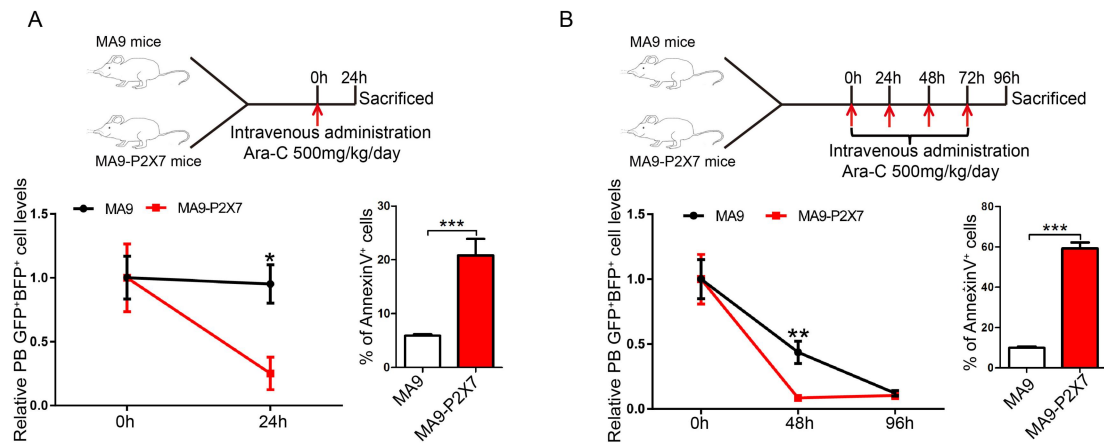 A
MA9 mice
MA9-P2X7 mice
0h 24h
Sacrificed
Intravenous administration
Ara-C 500mg/kg/day
Relative PB GFP⁺BFP⁺ cell levels
1.5
1.0
0.5
0.0
MA9 MA9-P2X7
*
0h 24h
% of AnnexinV⁺ cells
30
20
10
0
***
MA9 MA9-P2X7
B
MA9 mice
MA9-P2X7 mice
0h 24h 48h 72h 96h
Sacrificed
Intravenous administration
Ara-C 500mg/kg/day
Relative PB GFP⁺BFP⁺ cell levels
1.5
1.0
0.5
0.0
MA9 MA9-P2X7
**
0h 48h 96h
% of AnnexinV⁺ cells
80
60
40
20
0
***
MA9 MA9-P2X7